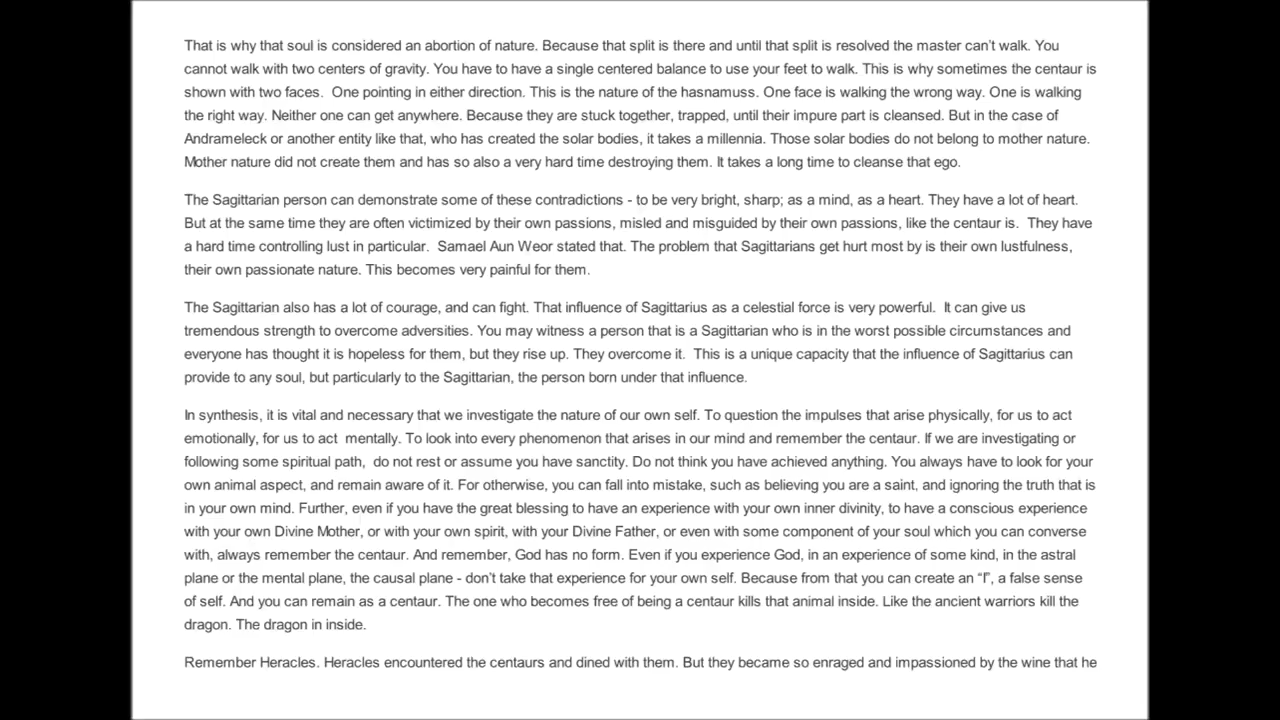 That is why that soul is considered an abortion of nature. Because that split is there and until that split is resolved the master can't walk. You
cannot walk with two centers of gravity. You have to have a single centered balance to use your feet to walk. This is why sometimes the centaur is
shown with two faces.  One pointing in either direction. This is the nature of the hasnamuss. One face is walking the wrong way. One is walking
the right way. Neither one can get anywhere. Because they are stuck together, trapped, until their impure part is cleansed. But in the case of
Andrameleck or another entity like that, who has created the solar bodies, it takes a millennia. Those solar bodies do not belong to mother nature.
Mother nature did not create them and has so also a very hard time destroying them. It takes a long time to cleanse that ego.
The Sagittarian person can demonstrate some of these contradictions - to be very bright, sharp; as a mind, as a heart. They have a lot of heart.
But at the same time they are often victimized by their own passions, misled and misguided by their own passions, like the centaur is.  They have
a hard time controlling lust in particular.  Samael Aun Weor stated that. The problem that Sagittarians get hurt most by is their own lustfulness,
their own passionate nature. This becomes very painful for them.
The Sagittarian also has a lot of courage, and can fight. That influence of Sagittarius as a celestial force is very powerful.  It can give us
tremendous strength to overcome adversities. You may witness a person that is a Sagittarian who is in the worst possible circumstances and
everyone has thought it is hopeless for them, but they rise up. They overcome it.  This is a unique capacity that the influence of Sagittarius can
provide to any soul, but particularly to the Sagittarian, the person born under that influence.
In synthesis, it is vital and necessary that we investigate the nature of our own self. To question the impulses that arise physically, for us to act
emotionally, for us to act  mentally. To look into every phenomenon that arises in our mind and remember the centaur. If we are investigating or
following some spiritual path,  do not rest or assume you have sanctity. Do not think you have achieved anything. You always have to look for your
own animal aspect, and remain aware of it. For otherwise, you can fall into mistake, such as believing you are a saint, and ignoring the truth that is
in your own mind. Further, even if you have the great blessing to have an experience with your own inner divinity, to have a conscious experience
with your own Divine Mother, or with your own spirit, with your Divine Father, or even with some component of your soul which you can converse
with, always remember the centaur. And remember, God has no form. Even if you experience God, in an experience of some kind, in the astral
plane or the mental plane, the causal plane - don't take that experience for your own self. Because from that you can create an “I”, a false sense
of self. And you can remain as a centaur. The one who becomes free of being a centaur kills that animal inside. Like the ancient warriors kill the
dragon. The dragon in inside.
Remember Heracles. Heracles encountered the centaurs and dined with them. But they became so enraged and impassioned by the wine that he